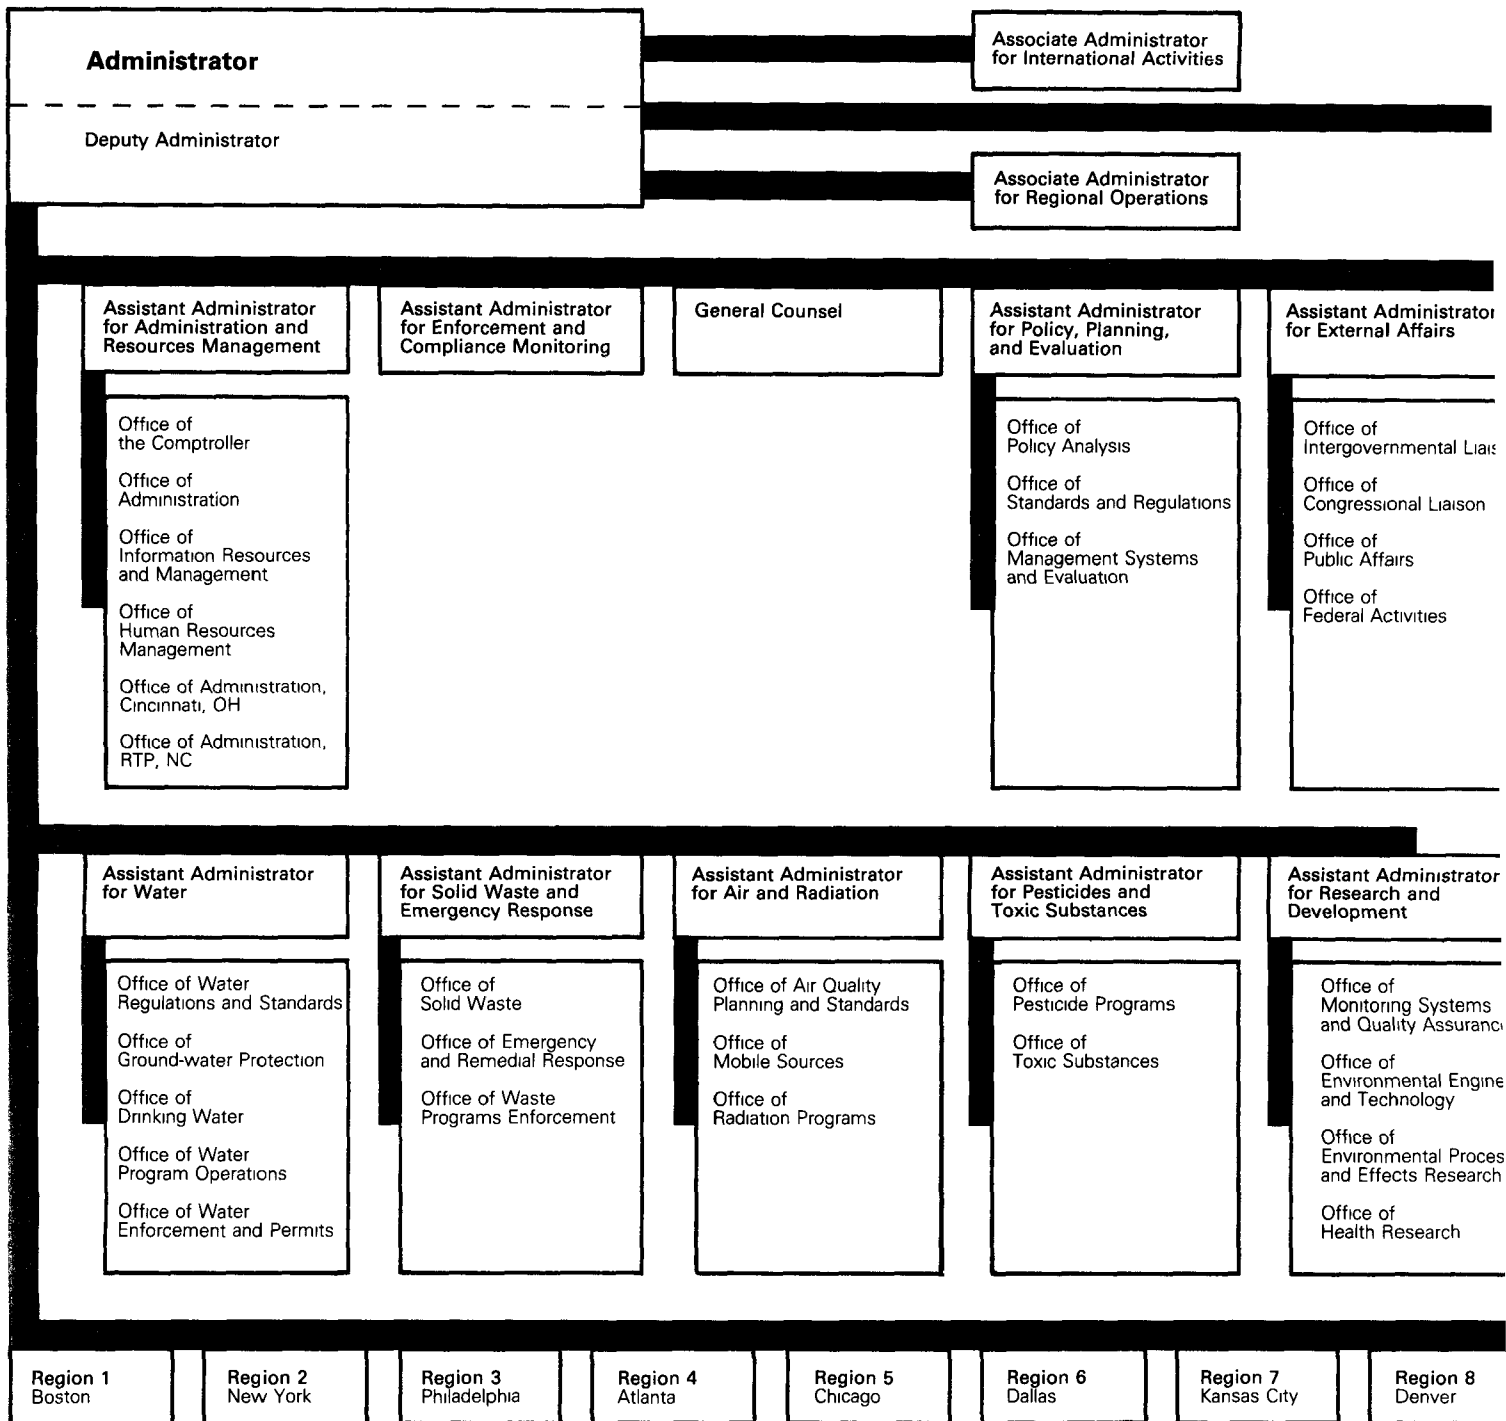 Administrator
Deputy Administrator
Associate Administrator
for International Activities
Associate Administrator
for Regional Operations
Assistant Administrator
for Administration and
Resources Management
Office of
the Comptroller
Office of
Administration
Office of
Information Resources
and Management
Office of
Human Resources
Management
Office of Administration,
Cincinnati, OH
Office of Administration,
RTP, NC
Assistant Administrator
for Enforcement and
Compliance Monitoring
General Counsel
Assistant Administrator
for Policy, Planning,
and Evaluation
Office of
Policy Analysis
Office of
Standards and Regulations
Office of
Management Systems
and Evaluation
Assistant Administrator
for External Affairs
Office of
Intergovernmental
Office of
Congressional Liaison
Office of
Public Affairs
Office of
Federal Activities
Assistant Administrator
for Water
Office of Water
Regulations and Standards
Office of
Ground-water Protection
Office of
Drinking Water
Office of Water
Program Operations
Office of Water
Enforcement and Permits
Assistant Administrator
for Solid Waste and
Emergency Response
Office of
Solid Waste
Office of Emergency
and Remedial Response
Office of Waste
Programs Enforcement
Assistant Administrator
for Air and Radiation
Office of Air Quality
Planning and Standards
Office of
Mobile Sources
Office of
Radiation Programs
Assistant Administrator
for Pesticides and
Toxic Substances
Office of
Pesticide Programs
Office of
Toxic Substances
Assistant Administrator
for Research and
Development
Office of
Monitoring Systems
and Quality
Office of
Environmental
and Technology
Office of
Environmental
and Effects Research
Office of
Health Research
Region 1
Boston
Region 2
New York
Region 3
Philadelphia
Region 4
Atlanta
Region 5
Chicago
Region 6
Dallas
Region 7
Kansas City
Region 8
Denver